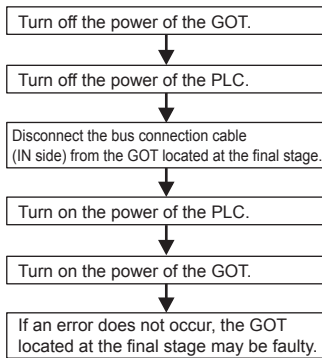 Turn off the power of the GOT.
Turn off the power of the PLC.
Disconnect the bus connection cable
(IN side) from the GOT located at the final stage.
Turn on the power of the PLC.
Turn on the power of the GOT.
If an error does not occur, the GOT
located at the final stage may be faulty.